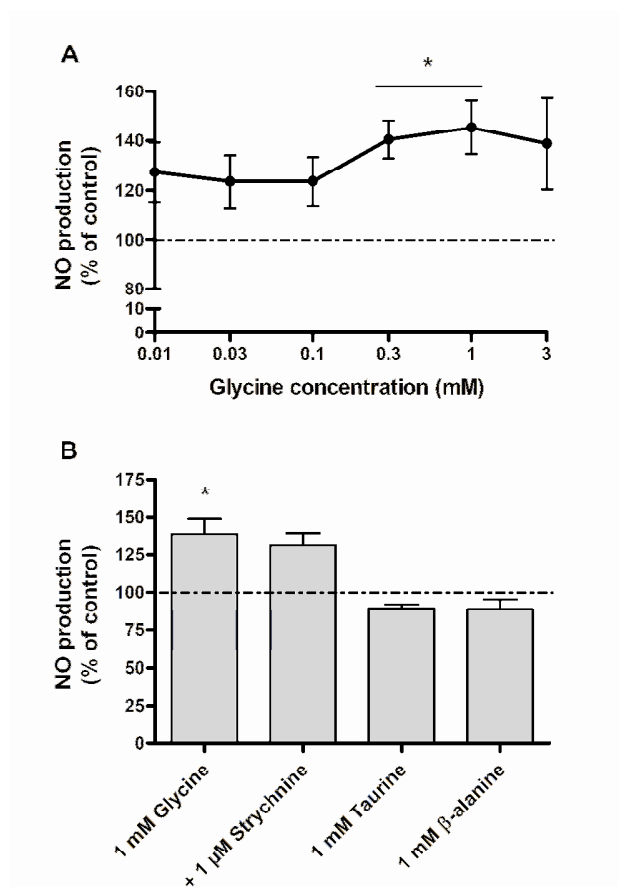 A
*
160
140
120
100
80
10
0
NO production
(% of control)
0.01 0.03 0.1 0.3 1 3
Glycine concentration (mM)
B
*
175
150
125
100
75
50
25
0
NO production
(% of control)
1 mM Glycine
+ 1 µM Strychnine
1 mM Taurine
1 mM β-alanine